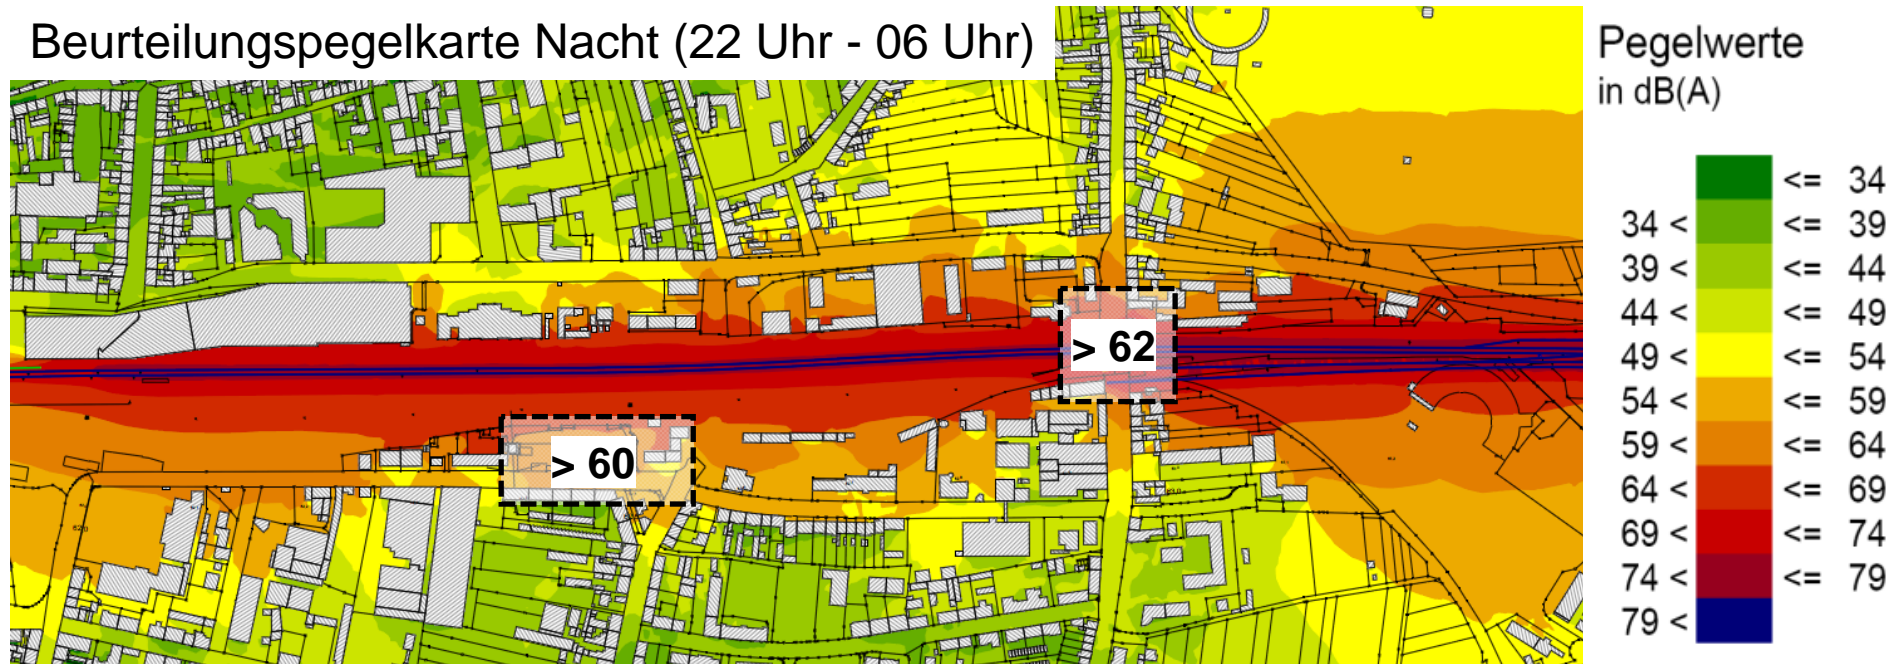 Beurteilungspegelkarte Nacht (22 Uhr - 06 Uhr)
Pegelwerte
in dB(A)
<= 34
34 < <= 39
39 < <= 44
44 < <= 49
49 < <= 54
54 < <= 59
59 < <= 64
64 < <= 69
69 < <= 74
74 < <= 79
79 <
> 62
> 60